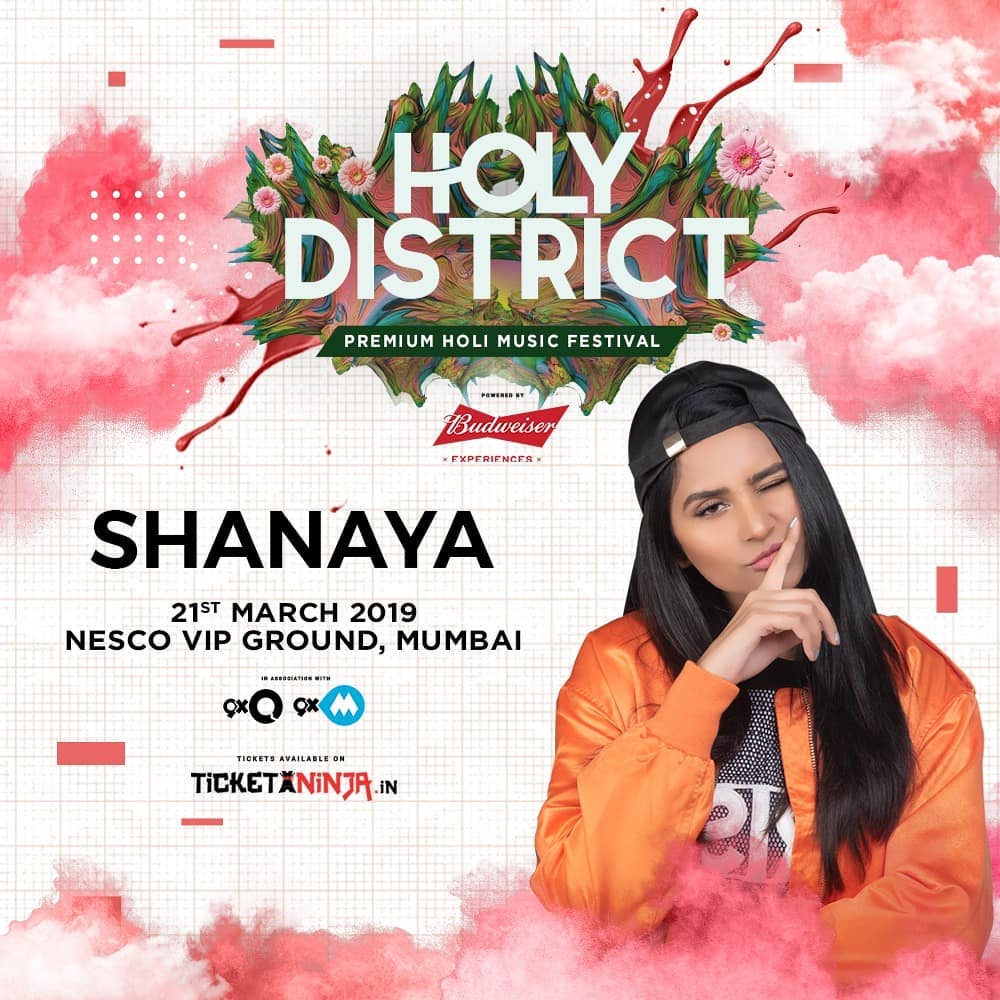 HOLY
DISTRICT
PREMIUM HOLI MUSIC FESTIVAL
POWERED BY
Budweiser
× EXPERIENCES ×
SHANAYA
21ST MARCH 2019
NESCO VIP GROUND, MUMBAI
IN ASSOCIATION WITH
9X 9XM
TICKETS AVAILABLE ON
TiCKETNiNJA.iN